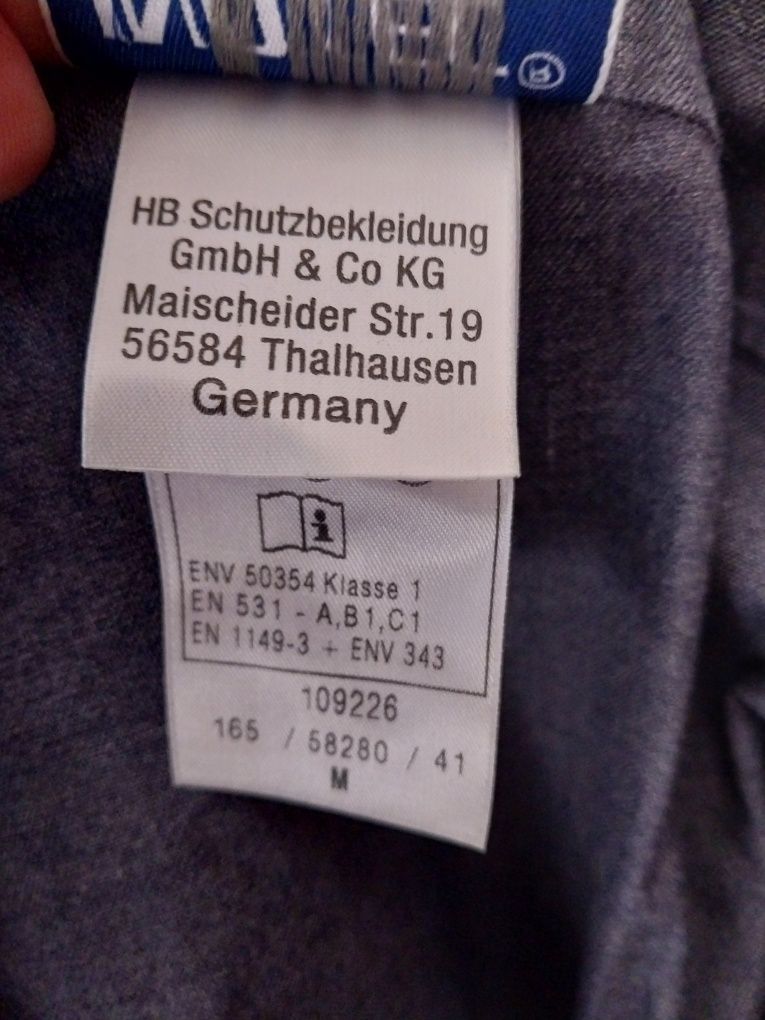 ®
HB Schutzbekleidung
GmbH & Co KG
Maischeider Str.19
56584 Thalhausen
Germany
i
ENV 50354 Klasse 1
EN 531 - A,B1,C1
EN 1149-3 + ENV 343
109226
165 / 58280 / 41
M